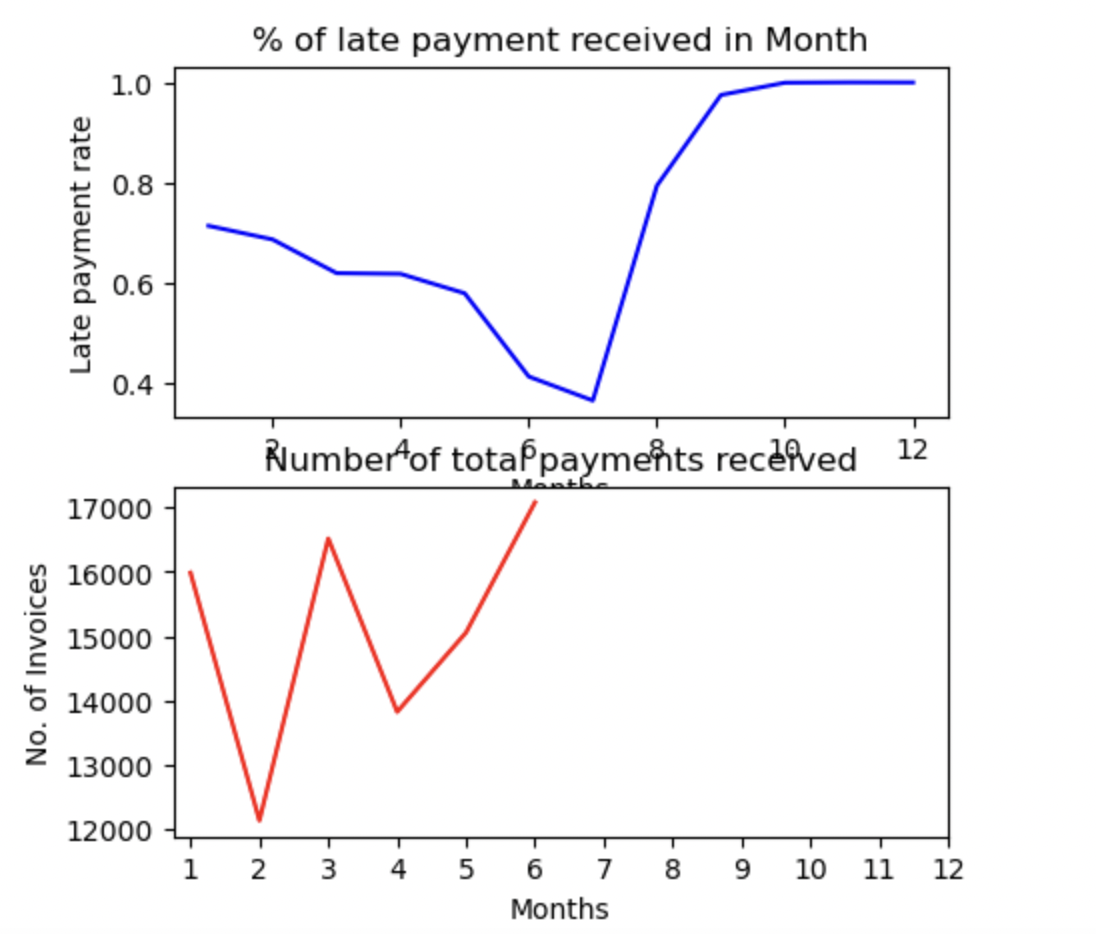 % of late payment received in Month
1.0
0.8
0.6
0.4
Late payment rate
2 4 6 8 10 12
Months
Number of total payments received
17000
16000
15000
14000
13000
12000
No. of Invoices
1 2 3 4 5 6 7 8 9 10 11 12
Months